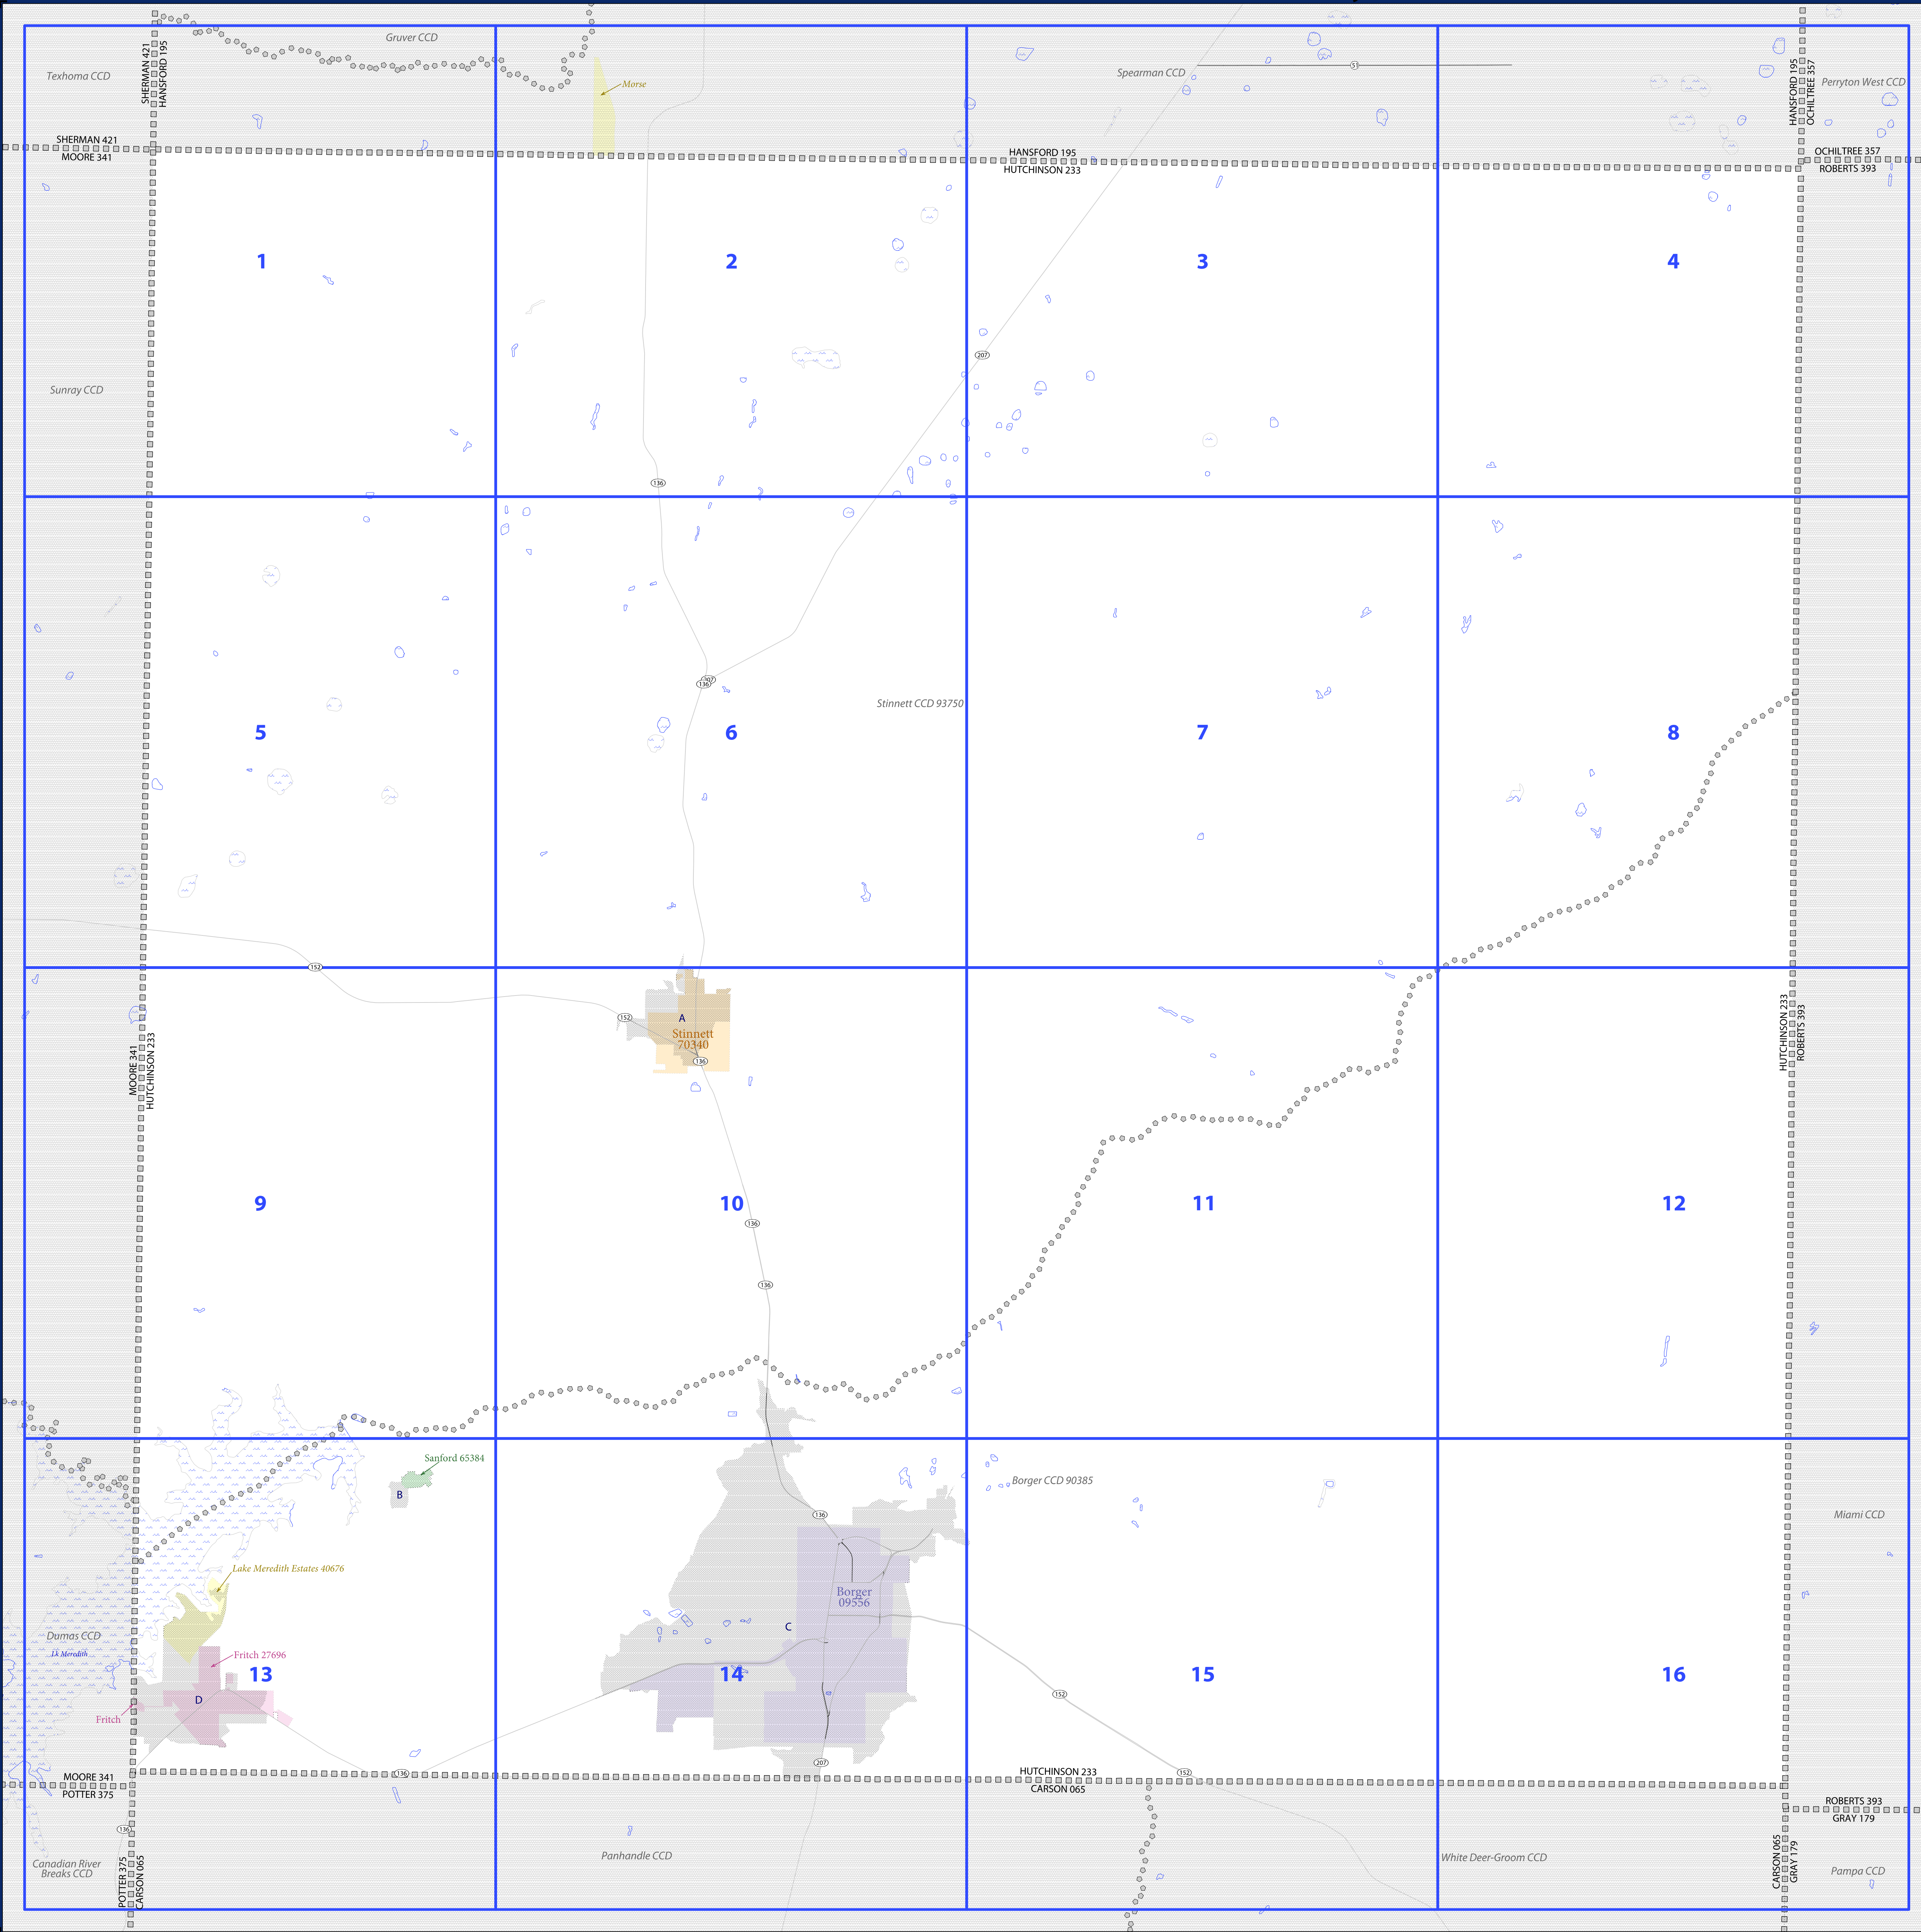 Gruver CCD
Texhoma CCD
SHERMAN 421
HANSFORD 195
Morse
Spearman CCD
51
HANSFORD 195
OCHILTREE 357
Perryton West CCD
SHERMAN 421
MOORE 341
HANSFORD 195
HUTCHINSON 233
OCHILTREE 357
ROBERTS 393
1
2
3
4
207
Sunray CCD
136
207
136
Stinnett CCD 93750
5
6
7
8
152
152
A
Stinnett
70340
136
MOORE 341
HUTCHINSON 233
HUTCHINSON 233
ROBERTS 393
9
10
11
12
136
136
Sanford 65384
B
Borger CCD 90385
136
Miami CCD
Lake Meredith Estates 40676
Borger
09556
C
Dumas CCD
Lk Meredith
Fritch 27696
13
14
15
16
D
Fritch
152
207
136
152
HUTCHINSON 233
CARSON 065
MOORE 341
POTTER 375
ROBERTS 393
GRAY 179
136
Canadian River
Breaks CCD
POTTER 375
CARSON 065
Panhandle CCD
White Deer-Groom CCD
CARSON 065
GRAY 179
Pampa CCD